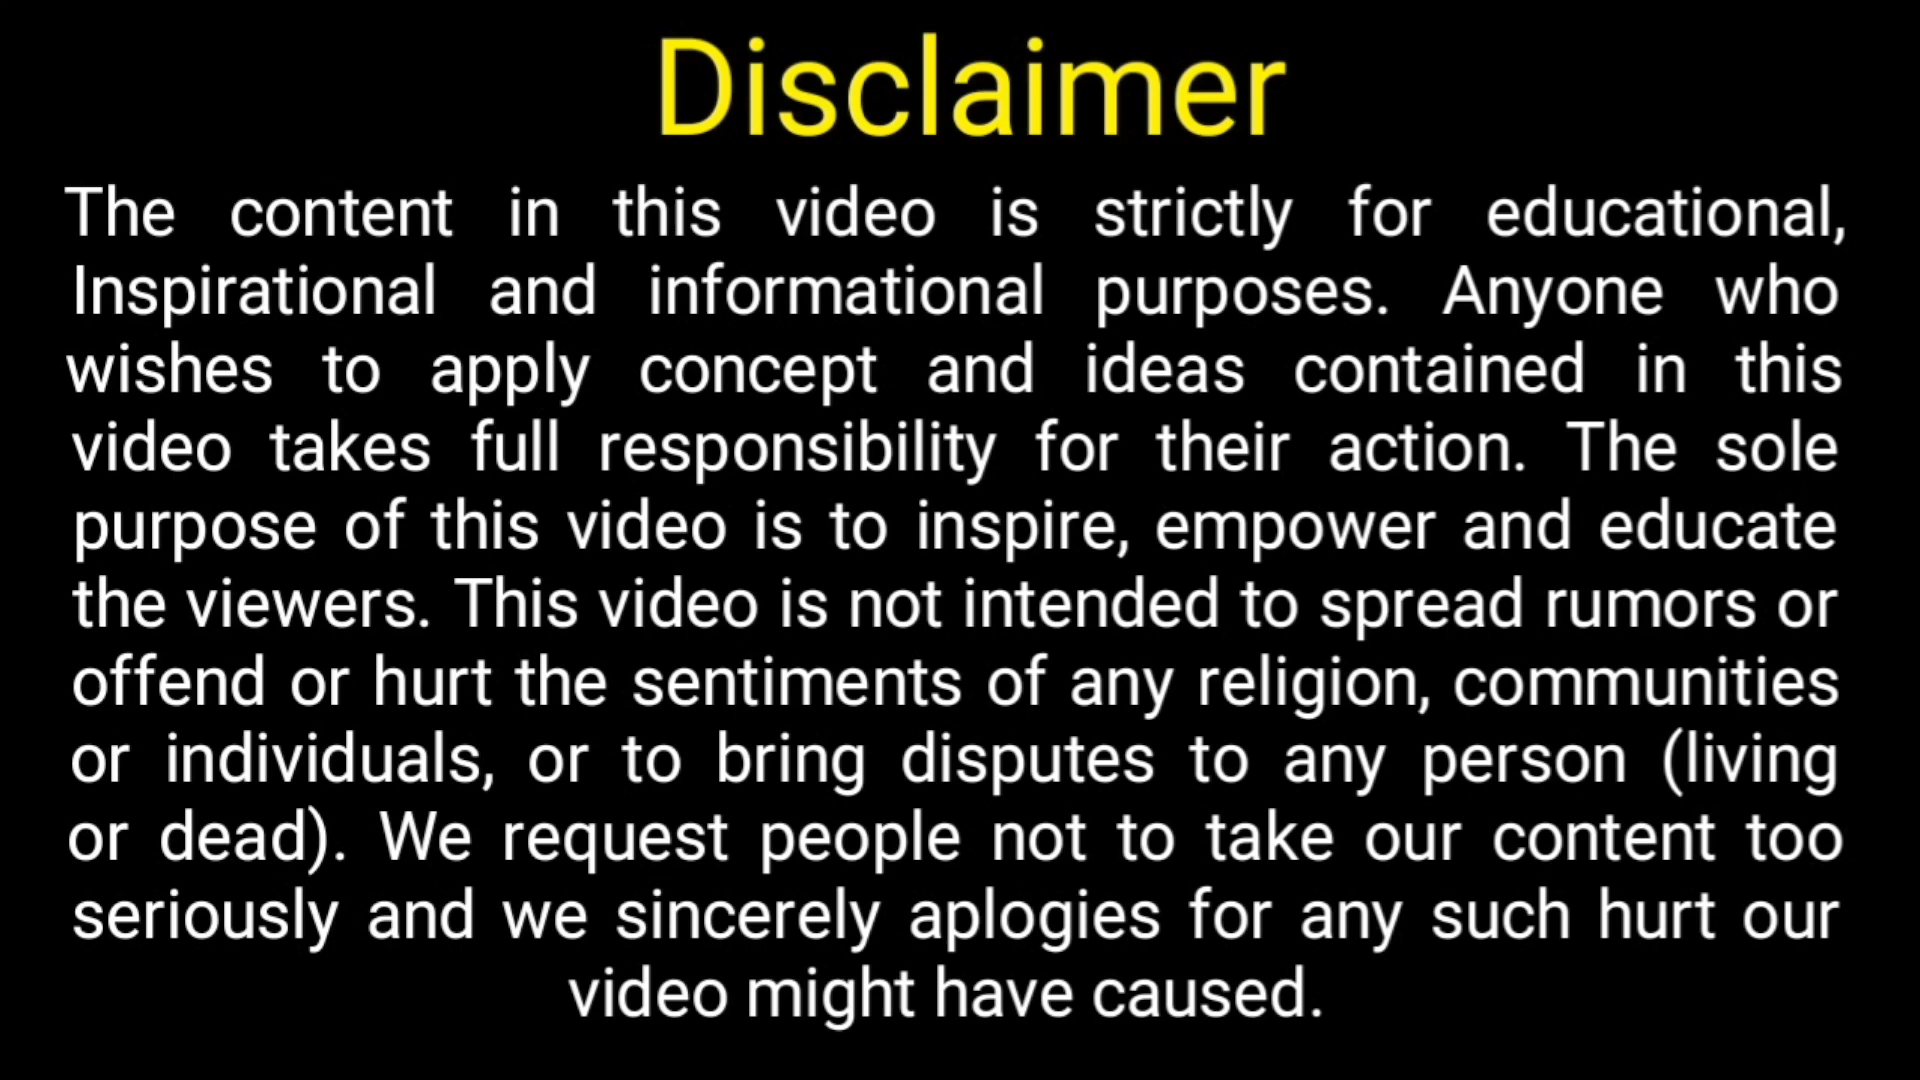 Disclaimer
The content in this video is strictly for educational,
Inspirational and informational purposes. Anyone who
wishes to apply concept and ideas contained in this
video takes full responsibility for their action. The sole
purpose of this video is to inspire, empower and educate
the viewers. This video is not intended to spread rumors or
offend or hurt the sentiments of any religion, communities
or individuals, or to bring disputes to any person (living
or dead). We request people not to take our content too
seriously and we sincerely aplogies for any such hurt our
video might have caused.